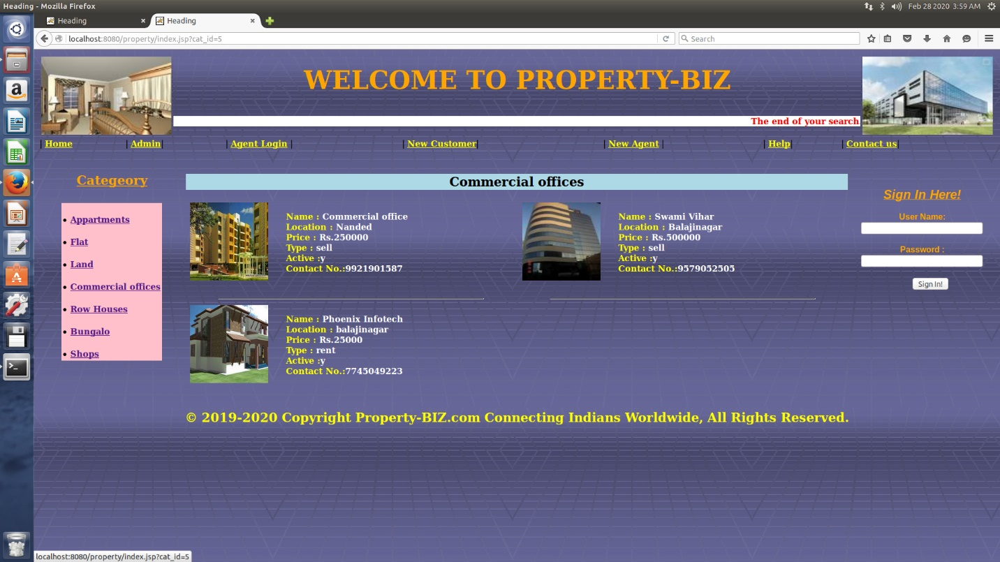 Heading - Mozilla Firefox
Feb 28 2020 3:59 AM
Heading
Heading
localhost:8080/property/index.jsp?cat_id=5
Search
WELCOME TO PROPERTY-BIZ
The end of your search
| Home | Admin| | Agent Login | | New Customer| | New Agent | | Help| | Contact us|
Categeory
• Appartments
• Flat
• Land
• Commercial offices
• Row Houses
• Bungalo
• Shops
Commercial offices
Name : Commercial office
Location : Nanded
Price : Rs.250000
Type : sell
Active :y
Contact No.:9921901587
Name : Swami Vihar
Location : Balajinagar
Price : Rs.500000
Type : sell
Active :y
Contact No.:9579052505
Name : Phoenix Infotech
Location : balajinagar
Price : Rs.25000
Type : rent
Active :y
Contact No.:7745049223
Sign In Here!
User Name:
Password :
Sign In!
© 2019-2020 Copyright Property-BIZ.com Connecting Indians Worldwide, All Rights Reserved.
localhost:8080/property/index.jsp?cat_id=5